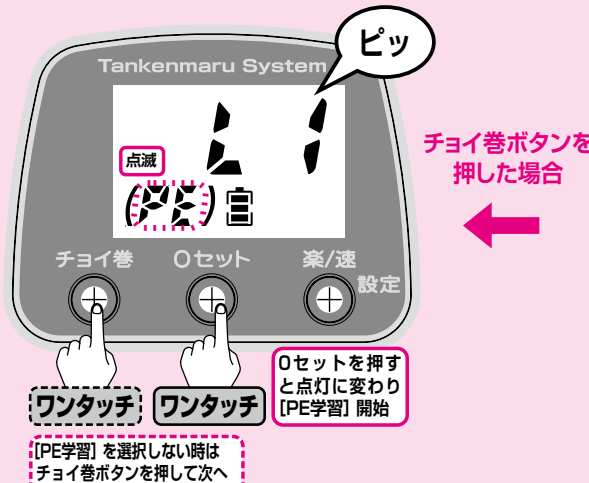 ピッ
Tankenmaru System
L 1
点滅
(PE)
チョイ巻ボタンを
押した場合
チョイ巻
0セット
楽/速
設定
ワンタッチ
ワンタッチ
0セットを押す
と点灯に変わり
[PE学習] 開始
[PE学習] を選択しない時は
チョイ巻ボタンを押して次へ